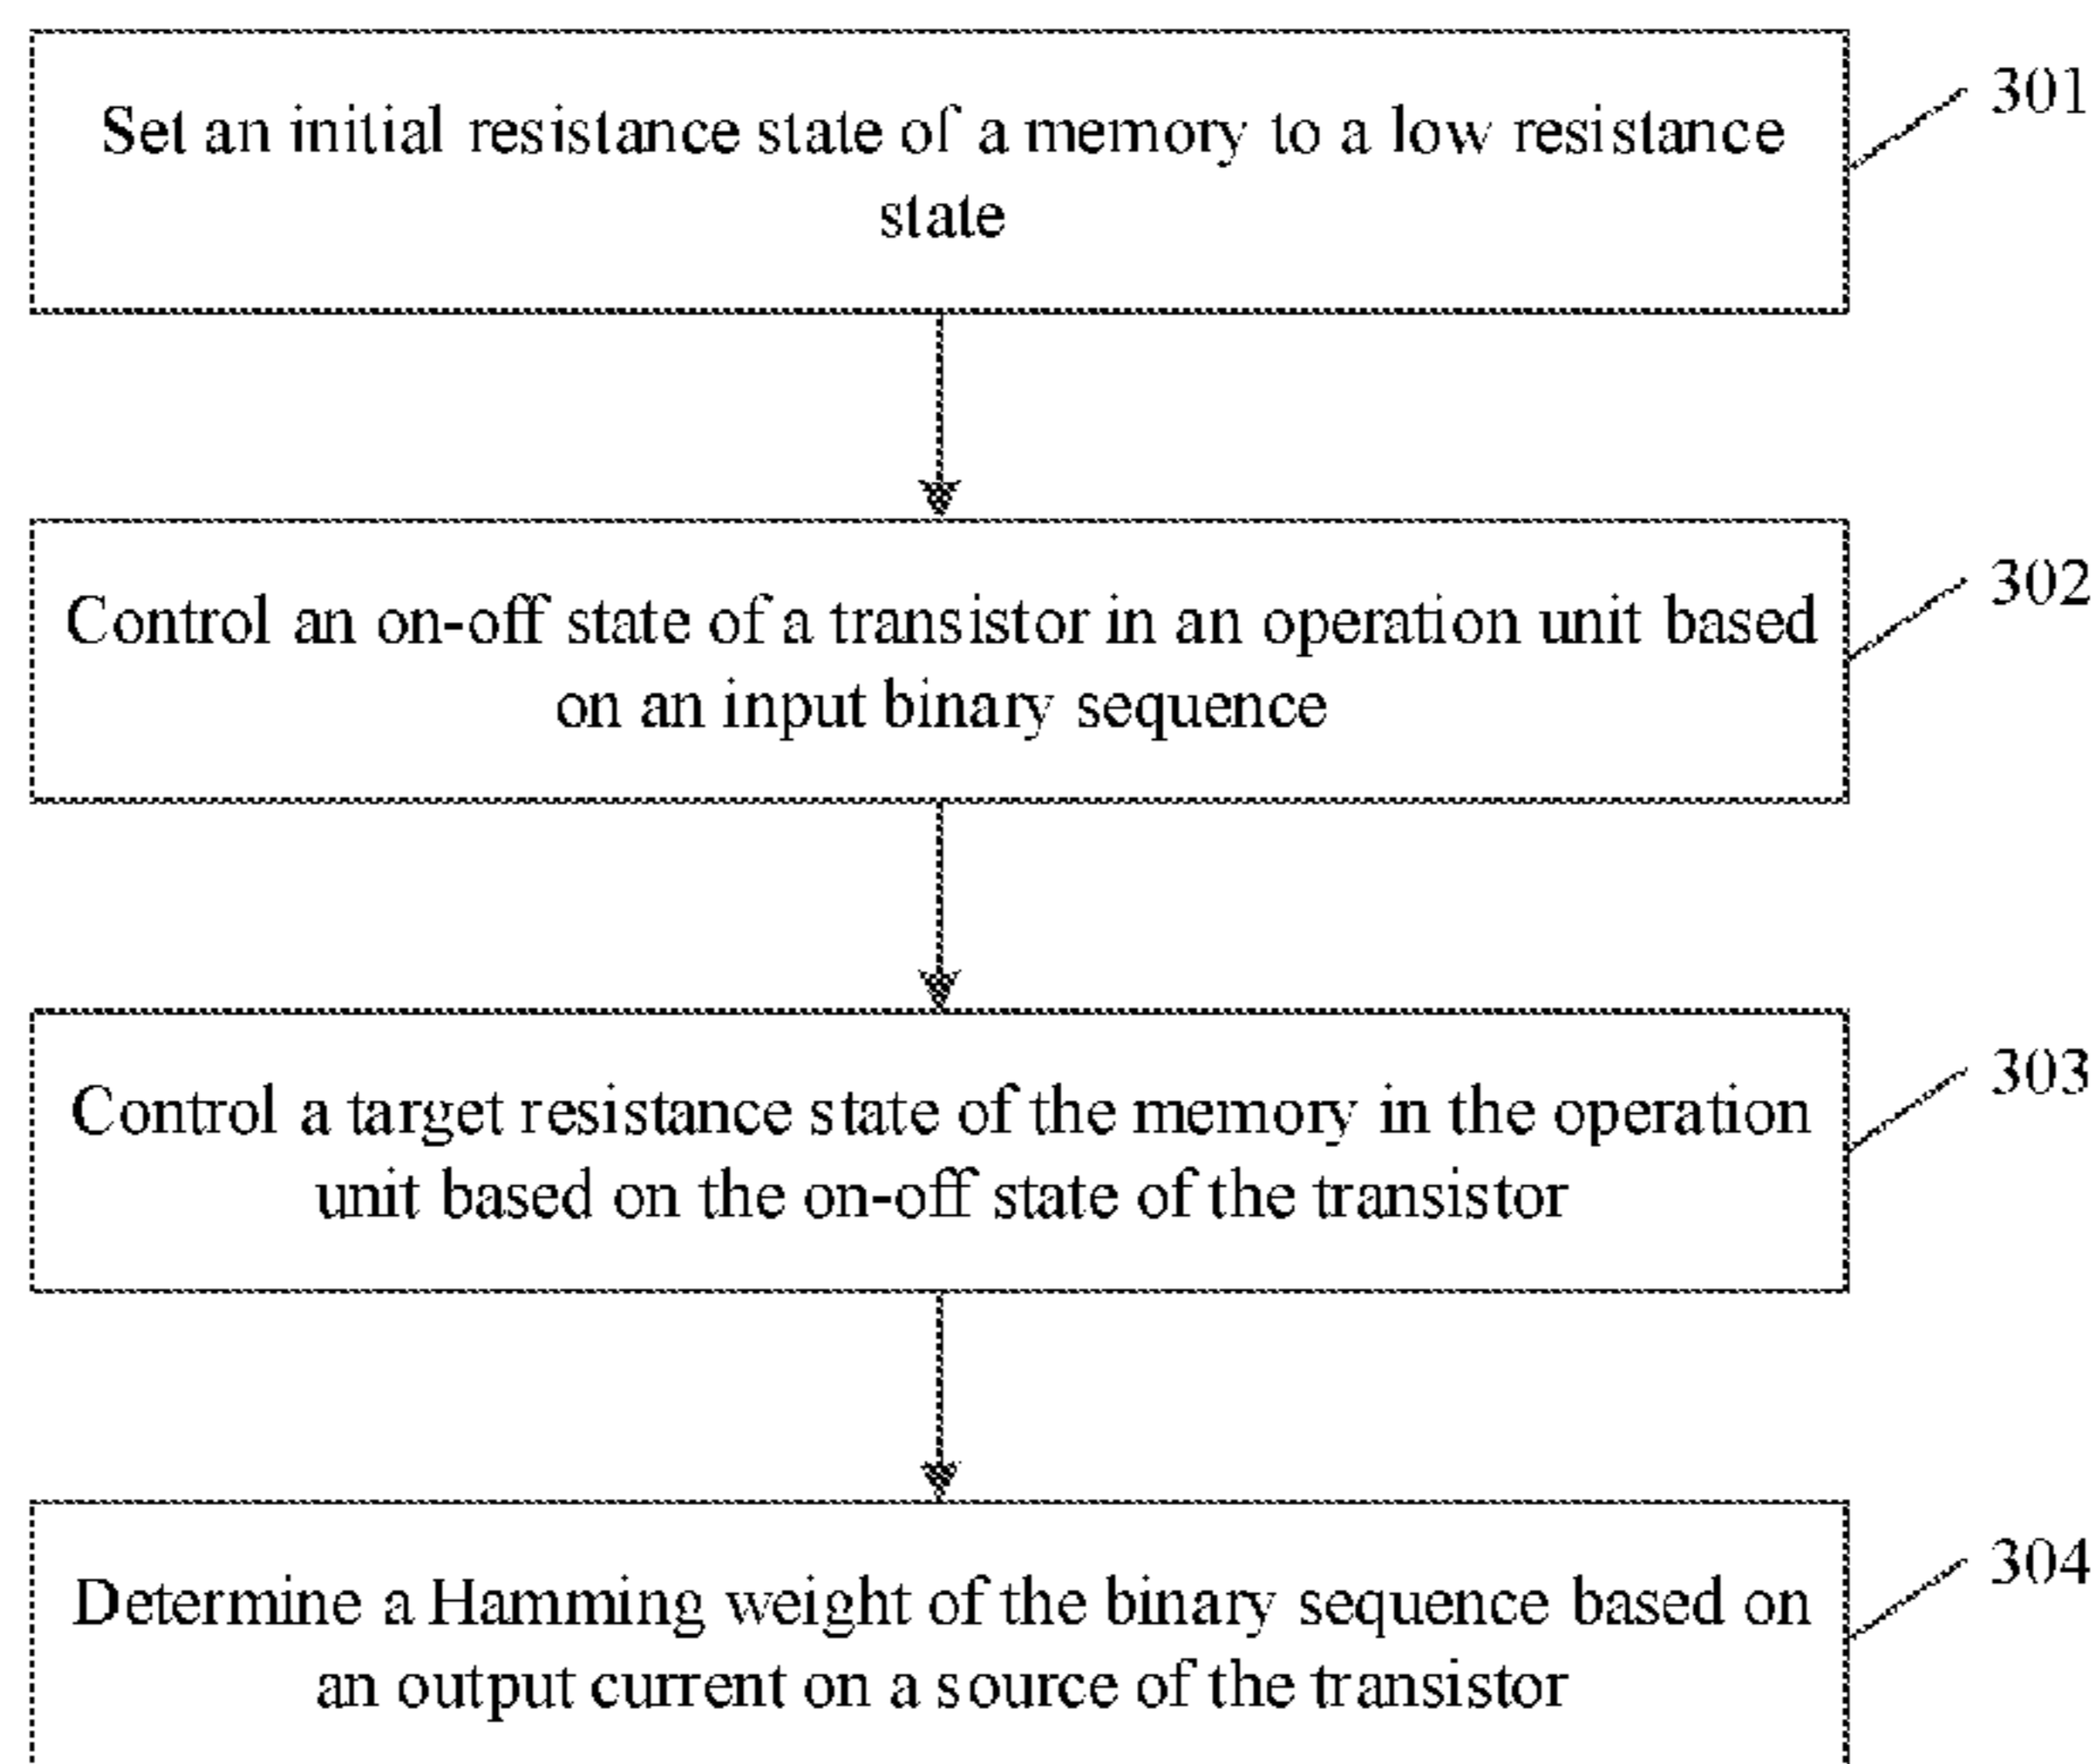 Set an initial resistance state of a memory to a low resistance
state
301
Control an on-off state of a transistor in an operation unit based
on an input binary sequence
302
Control a target resistance state of the memory in the operation
unit based on the on-off state of the transistor
303
Determine a Hamming weight of the binary sequence based on
an output current on a source of the transistor
304